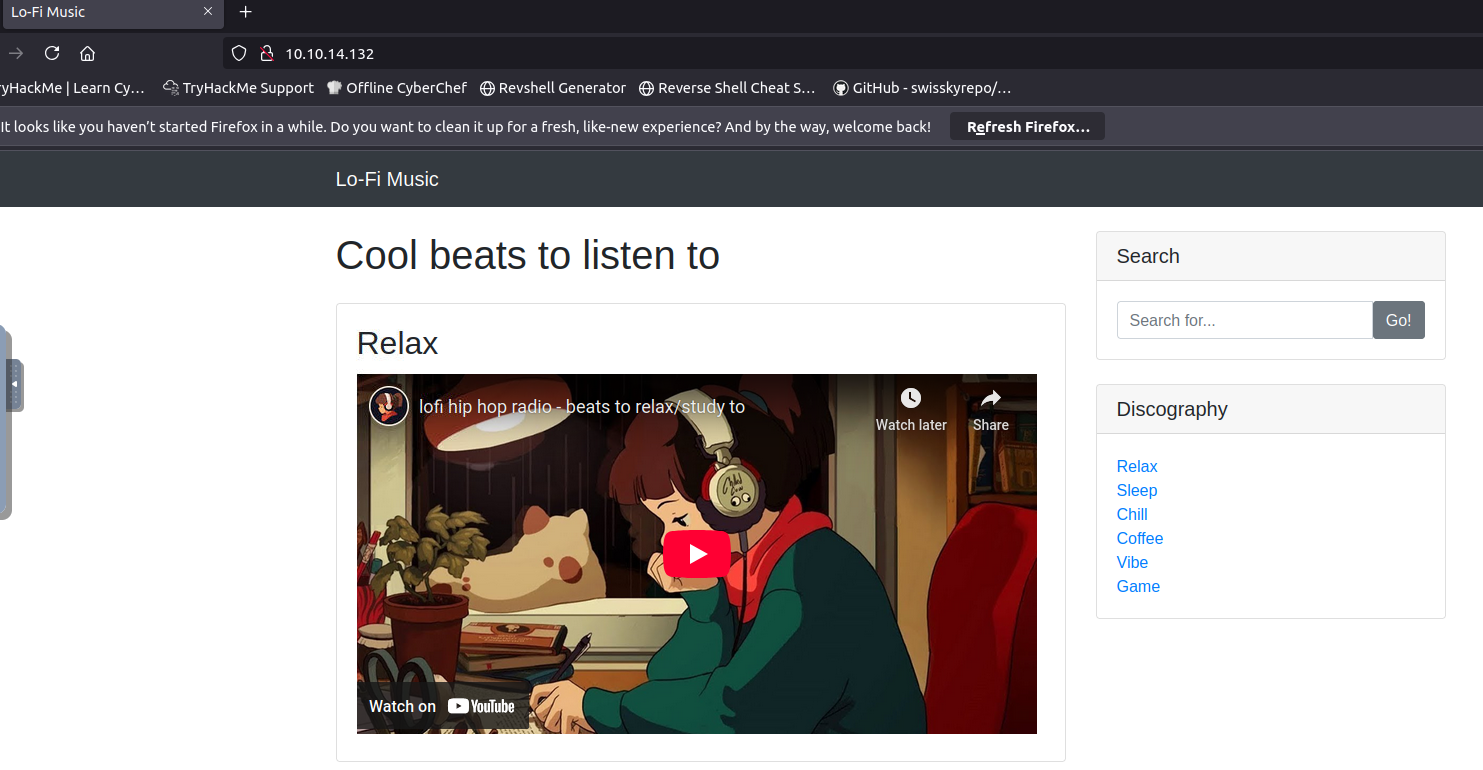 Lo-Fi Music
10.10.14.132
ryHackMe | Learn Cy… TryHackMe Support Offline CyberChef Revshell Generator Reverse Shell Cheat S… GitHub - swisskyrepo/…
It looks like you haven't started Firefox in a while. Do you want to clean it up for a fresh, like-new experience? And by the way, welcome back! Refresh Firefox…
Lo-Fi Music
Cool beats to listen to
Relax
lofi hip hop radio - beats to relax/study to
Watch later Share
Watch on YouTube
Search
Search for... Go!
Discography
Relax
Sleep
Chill
Coffee
Vibe
Game